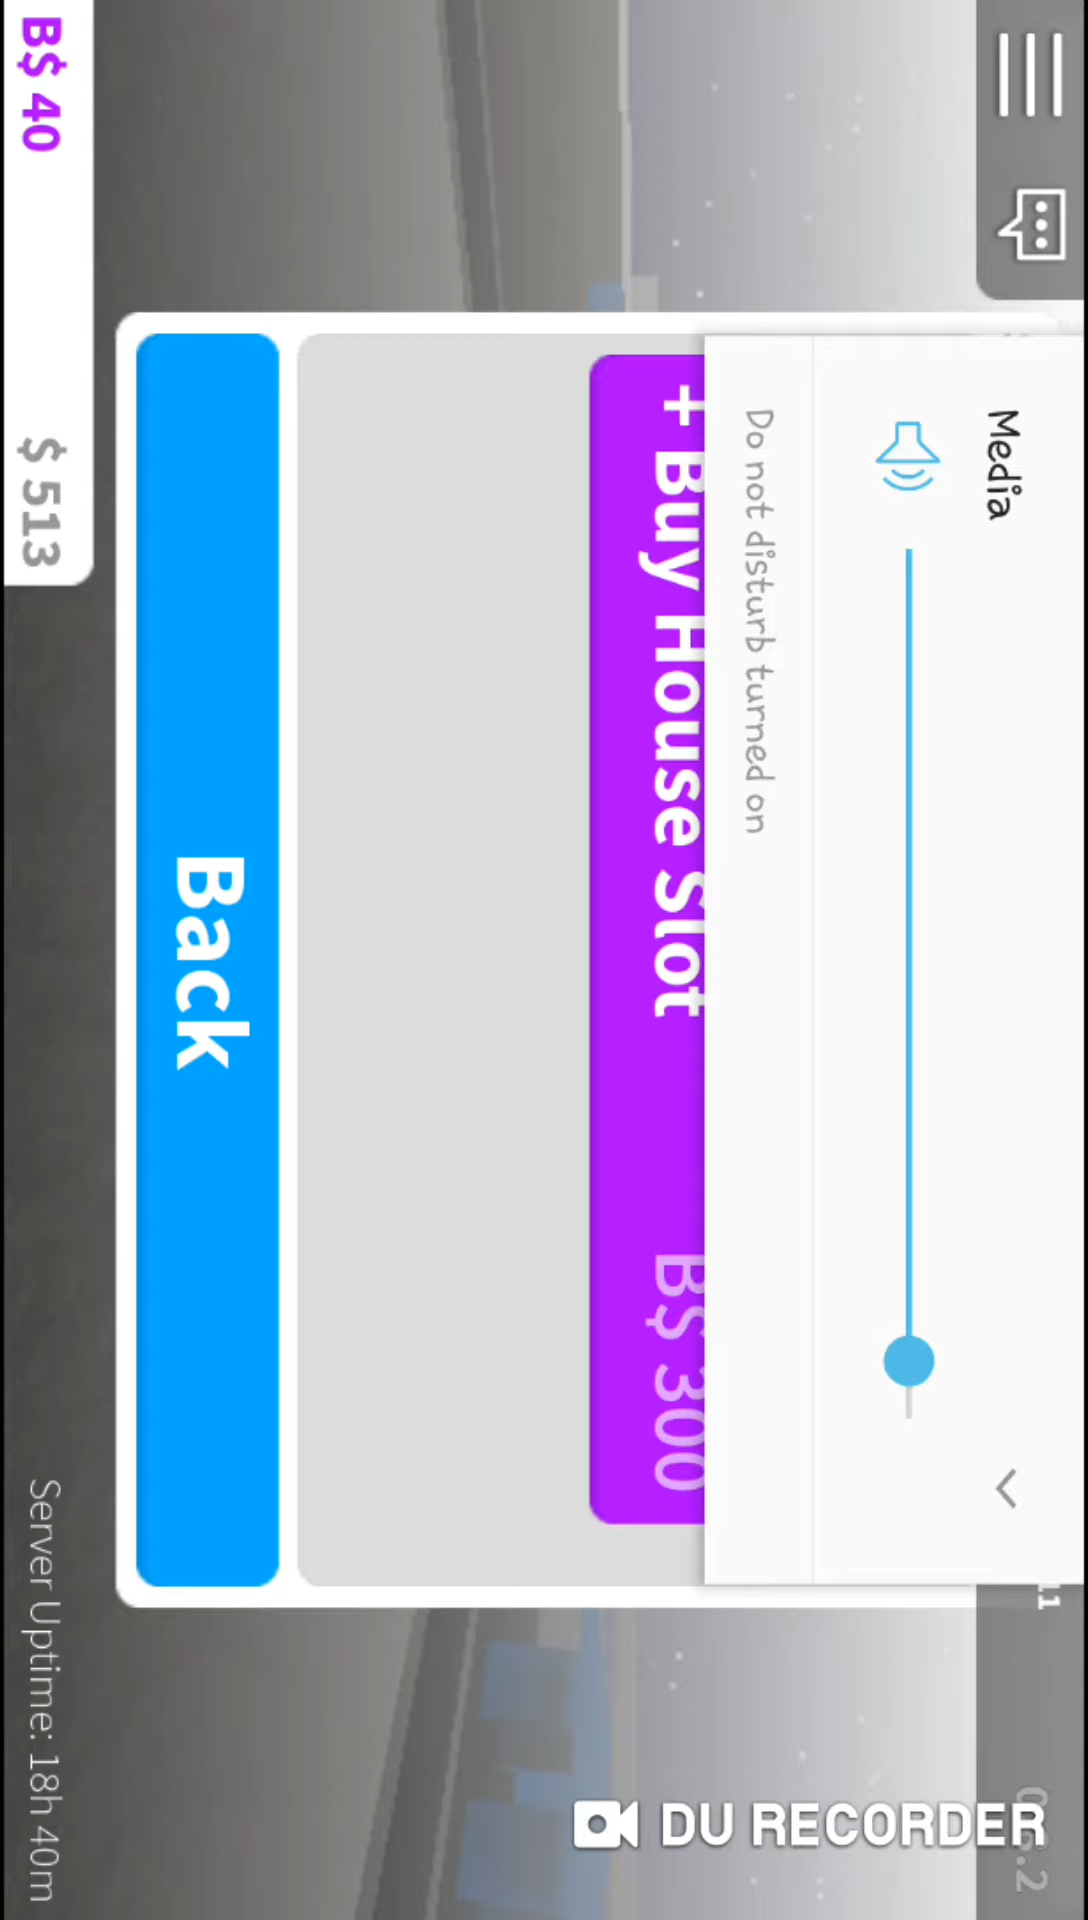 Media
Do not disturb turned on
+ Buy House Slot
B$ 300
Back
B$ 40
$ 513
Server Uptime: 18h 40m
DU RECORDER